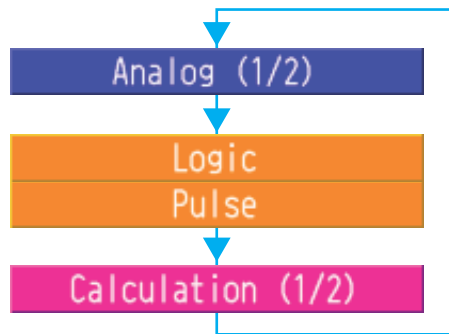 Analog (1/2)
Logic
Pulse
Calculation (1/2)